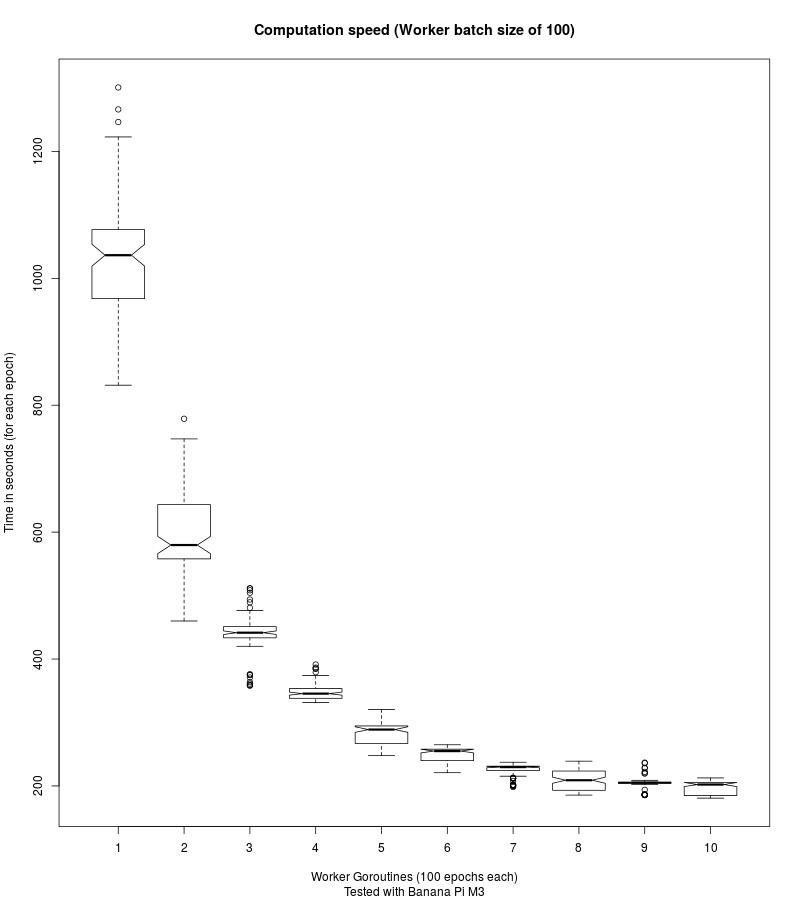 Computation speed (Worker batch size of 100)
Time in seconds (for each epoch)
1200
1000
800
600
400
200
1 2 3 4 5 6 7 8 9 10
Worker Goroutines (100 epochs each)
Tested with Banana Pi M3